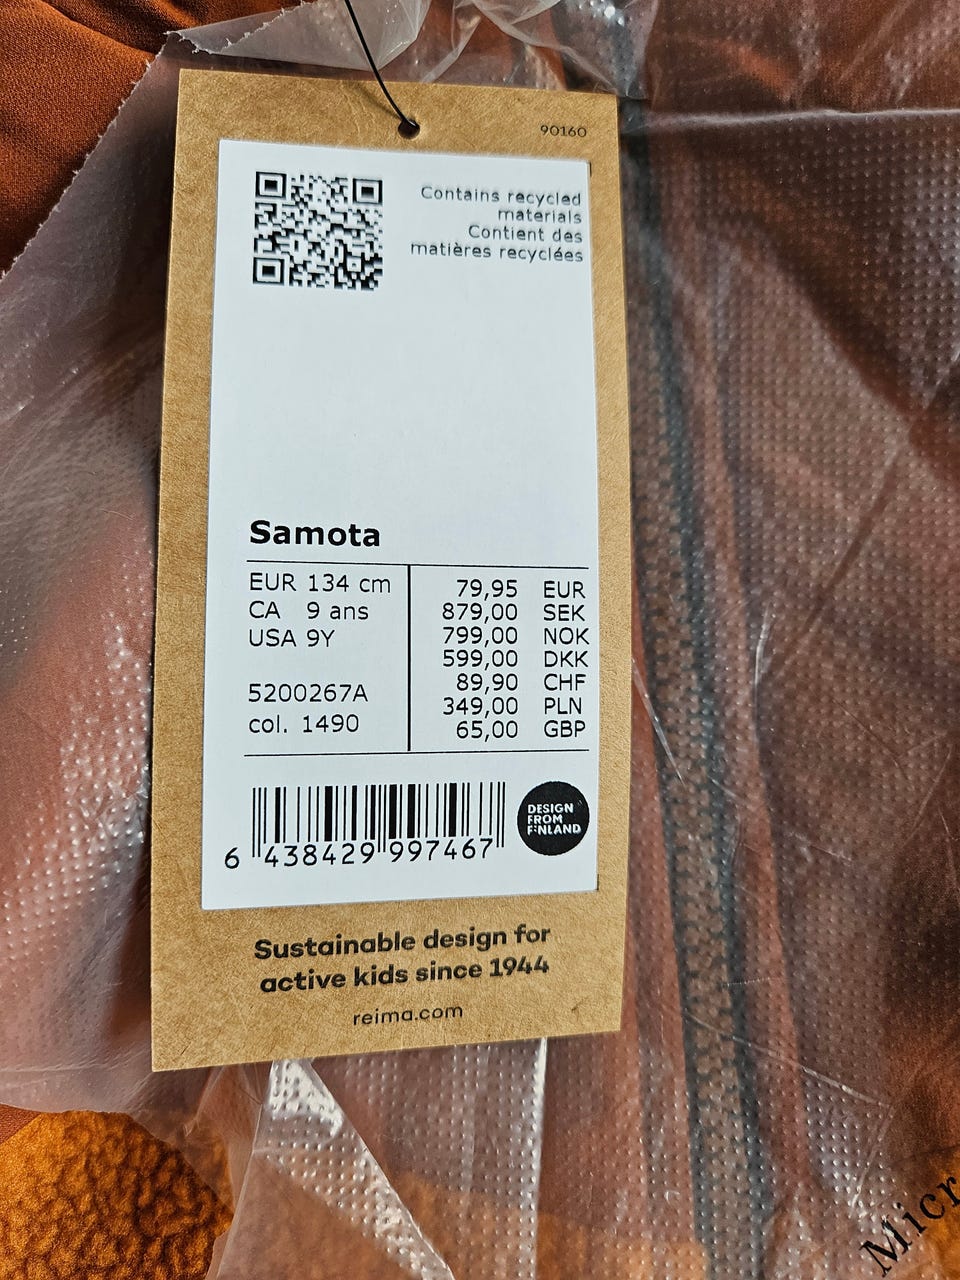 90160
Contains recycled
materials
Contient des
matières recyclées
Samota
EUR 134 cm
CA 9 ans
USA 9Y
5200267A
col. 1490
79,95 EUR
879,00 SEK
799,00 NOK
599,00 DKK
89,90 CHF
349,00 PLN
65,00 GBP
6 438429 997467
DESIGN
FROM
FINLAND
Sustainable design for
active kids since 1944
reima.com
Micr